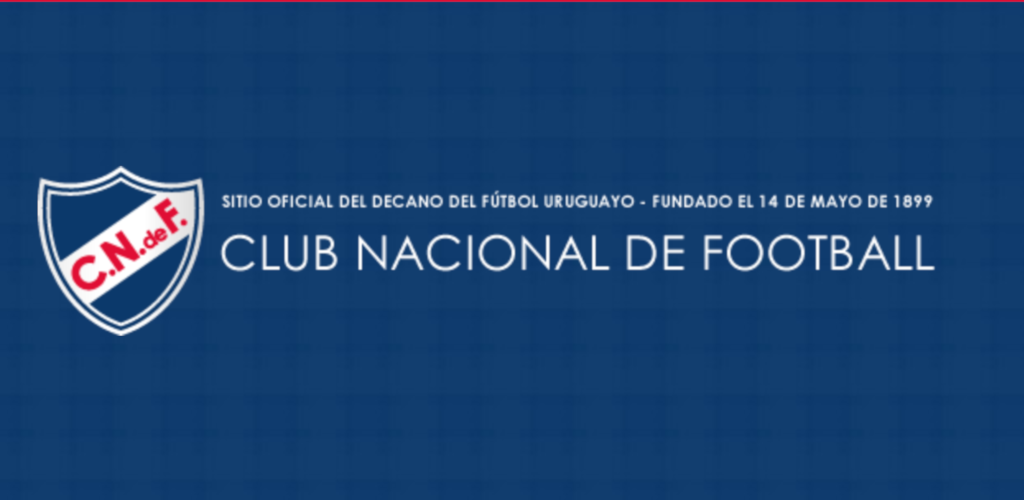 SITIO OFICIAL DEL DECANO DEL FÚTBOL URUGUAYO - FUNDADO EL 14 DE MAYO DE 1899
C.N.deF.
CLUB NACIONAL DE FOOTBALL